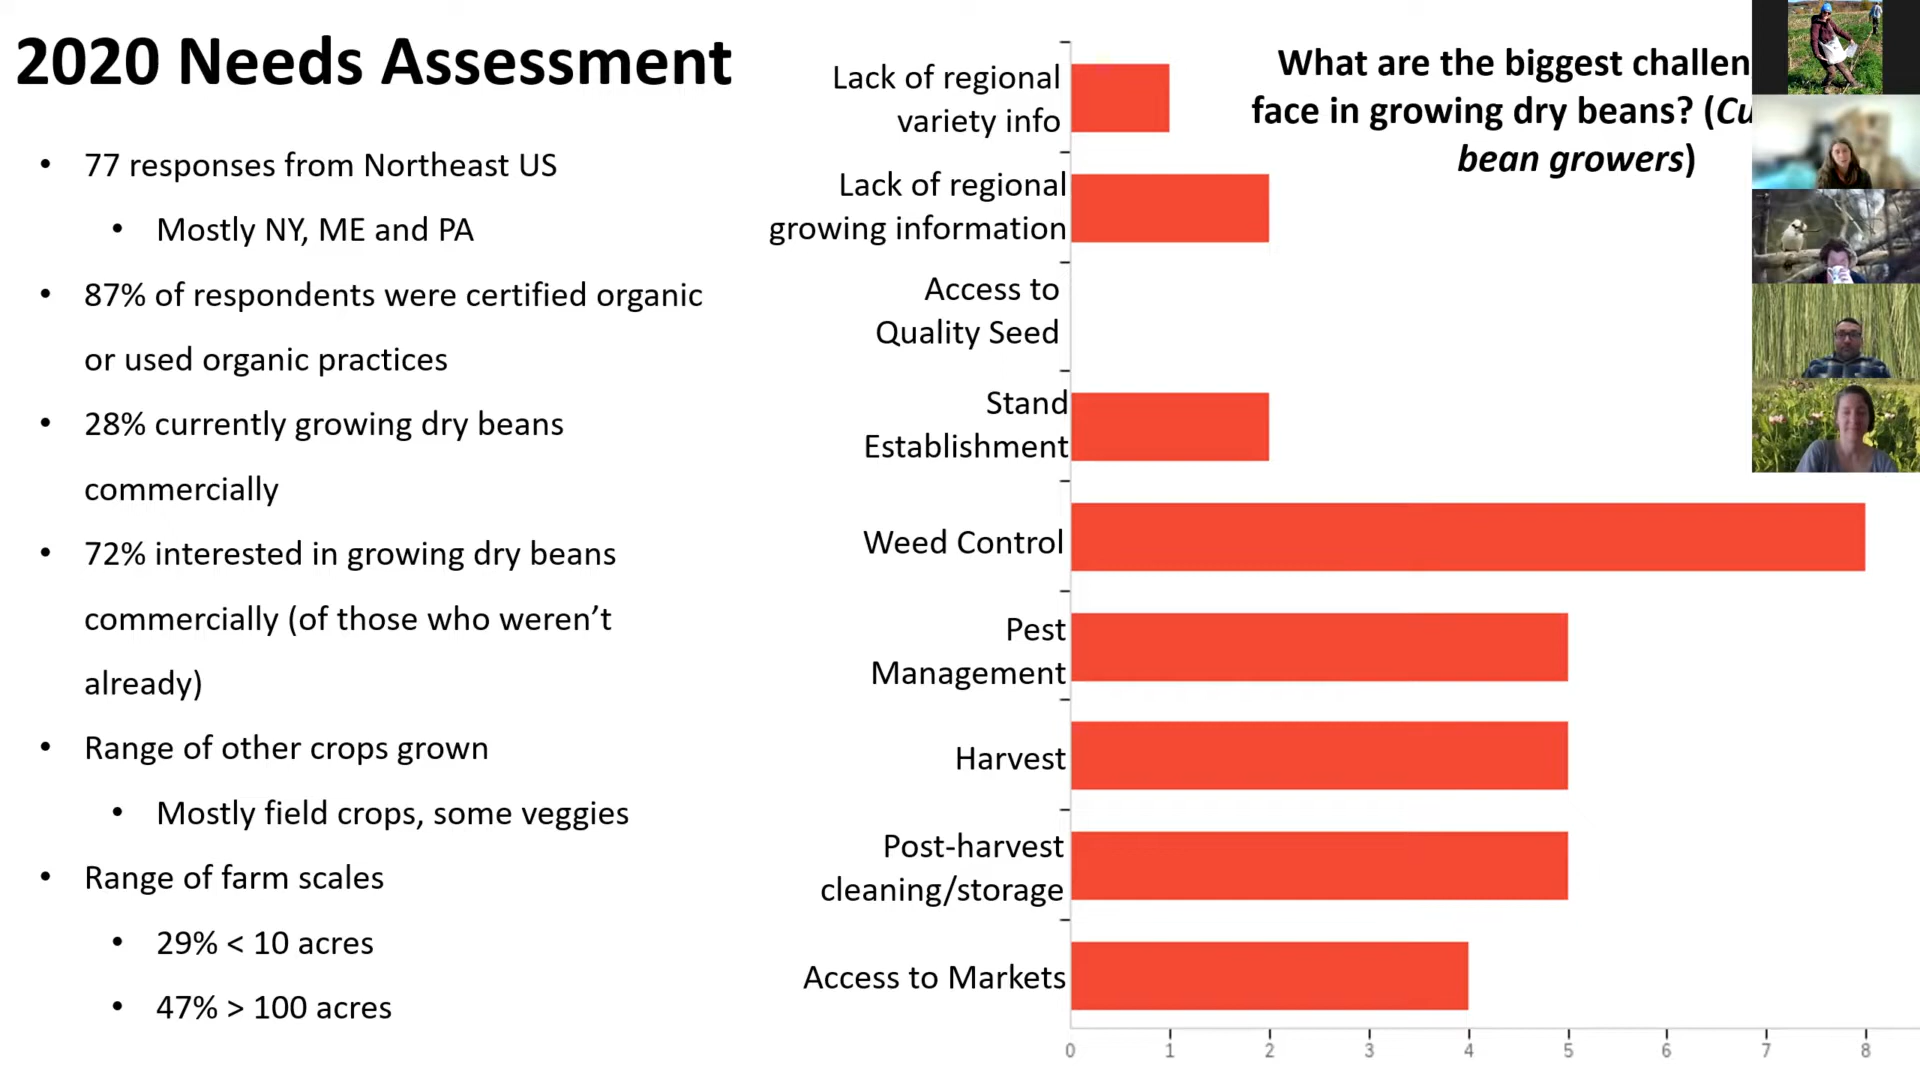 2020 Needs Assessment
• 77 responses from Northeast US
• Mostly NY, ME and PA
• 87% of respondents were certified organic
or used organic practices
• 28% currently growing dry beans
commercially
• 72% interested in growing dry beans
commercially (of those who weren’t
already)
• Range of other crops grown
• Mostly field crops, some veggies
• Range of farm scales
• 29% < 10 acres
• 47% > 100 acres
What are the biggest challen
face in growing dry beans? (Cu
bean growers)
Lack of regional
variety info
Lack of regional
growing information
Access to
Quality Seed
Stand
Establishment
Weed Control
Pest
Management
Harvest
Post-harvest
cleaning/storage
Access to Markets
0 1 2 3 4 5 6 7 8